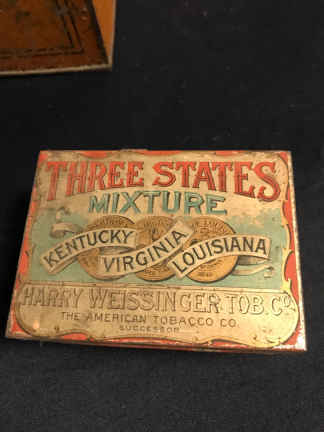 THREE STATES
MIXTURE
KENTUCKY
VIRGINIA
LOUISIANA
HARRY WEISSINGER TOB. CO.
THE AMERICAN TOBACCO CO.
SUCCESSOR